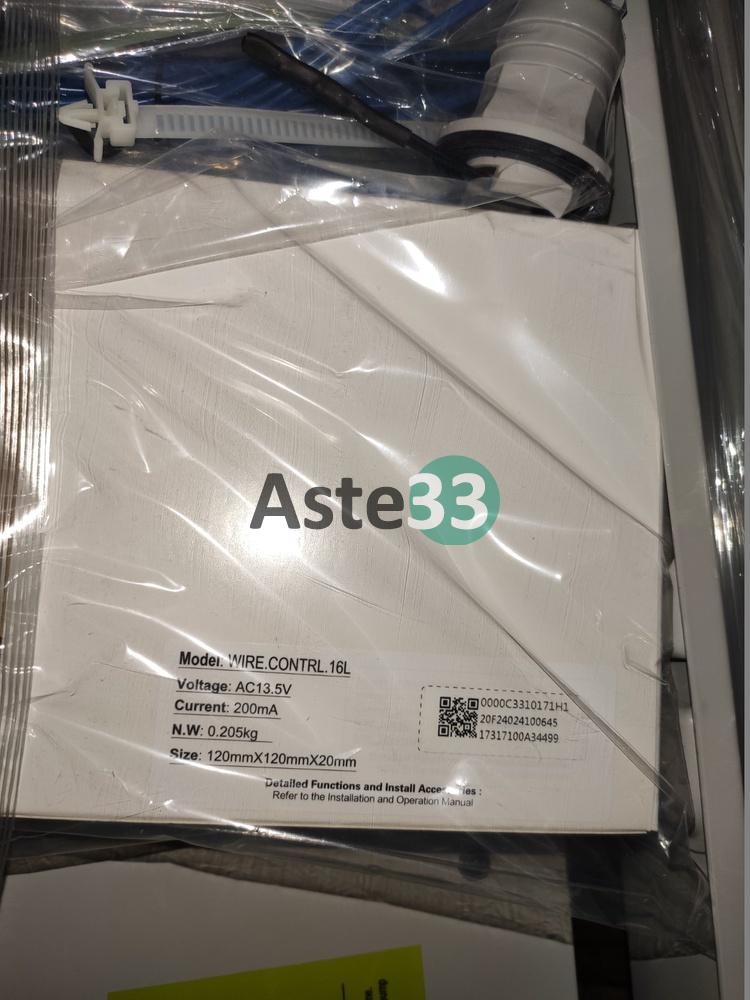 Aste33
Model: WIRE.CONTRL.16L
Voltage: AC13.5V
Current: 200mA
N.W: 0.205kg
Size: 120mmX120mmX20mm
0000C3310171H1
20F24024100645
17317100A34499
Detailed Functions and Install :
Refer to the Installation and Operation Manual